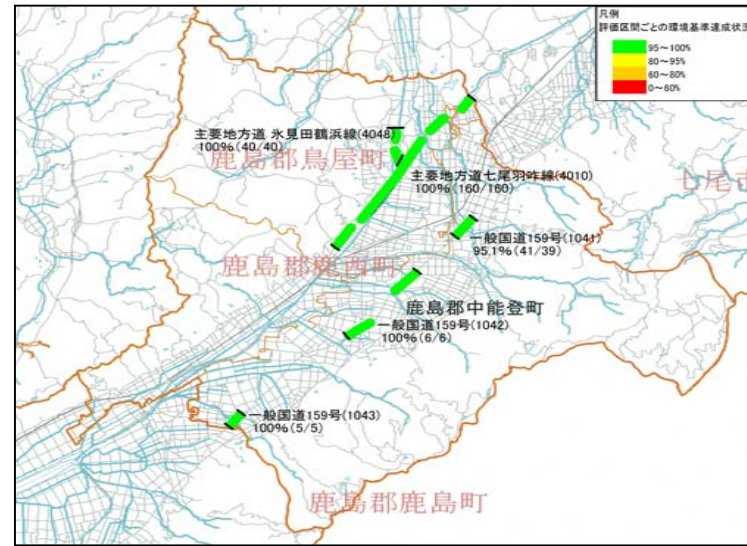 凡例
評価区間ごとの環境基準達成状況
95～100%
80～95%
60～80%
0～60%
主要地方道 氷見田鶴浜線(4048)
100%(40/40)
鹿島郡鳥屋町
主要地方道七尾羽咋線(4010)
100%(160/160)
七尾市
一般国道159号(1041)
95.1%(41/39)
鹿島郡鹿西町
鹿島郡中能登町
一般国道159号(1042)
100%(6/6)
一般国道159号(1043)
100%(5/5)
鹿島郡鹿島町